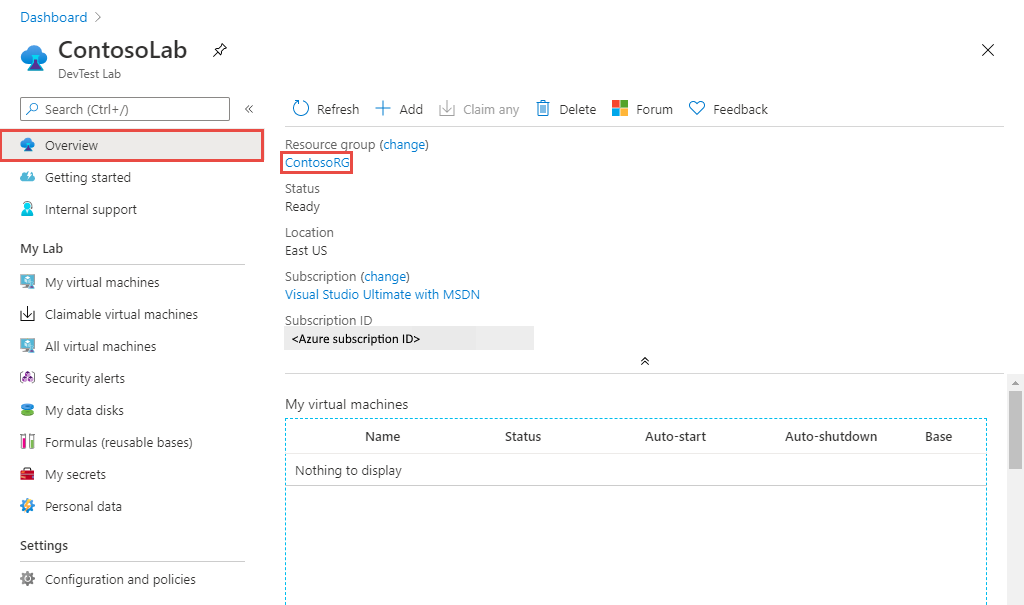 Dashboard
ContosoLab
DevTest Lab
Search (Ctrl+/)
Overview
Getting started
Internal support
My Lab
My virtual machines
Claimable virtual machines
All virtual machines
Security alerts
My data disks
Formulas (reusable bases)
My secrets
Personal data
Settings
Configuration and policies
Refresh Add Claim any Delete Forum Feedback
Resource group (change)
ContosoRG
Status
Ready
Location
East US
Subscription (change)
Visual Studio Ultimate with MSDN
Subscription ID
<Azure subscription ID>
My virtual machines
Name Status Auto-start Auto-shutdown Base
Nothing to display